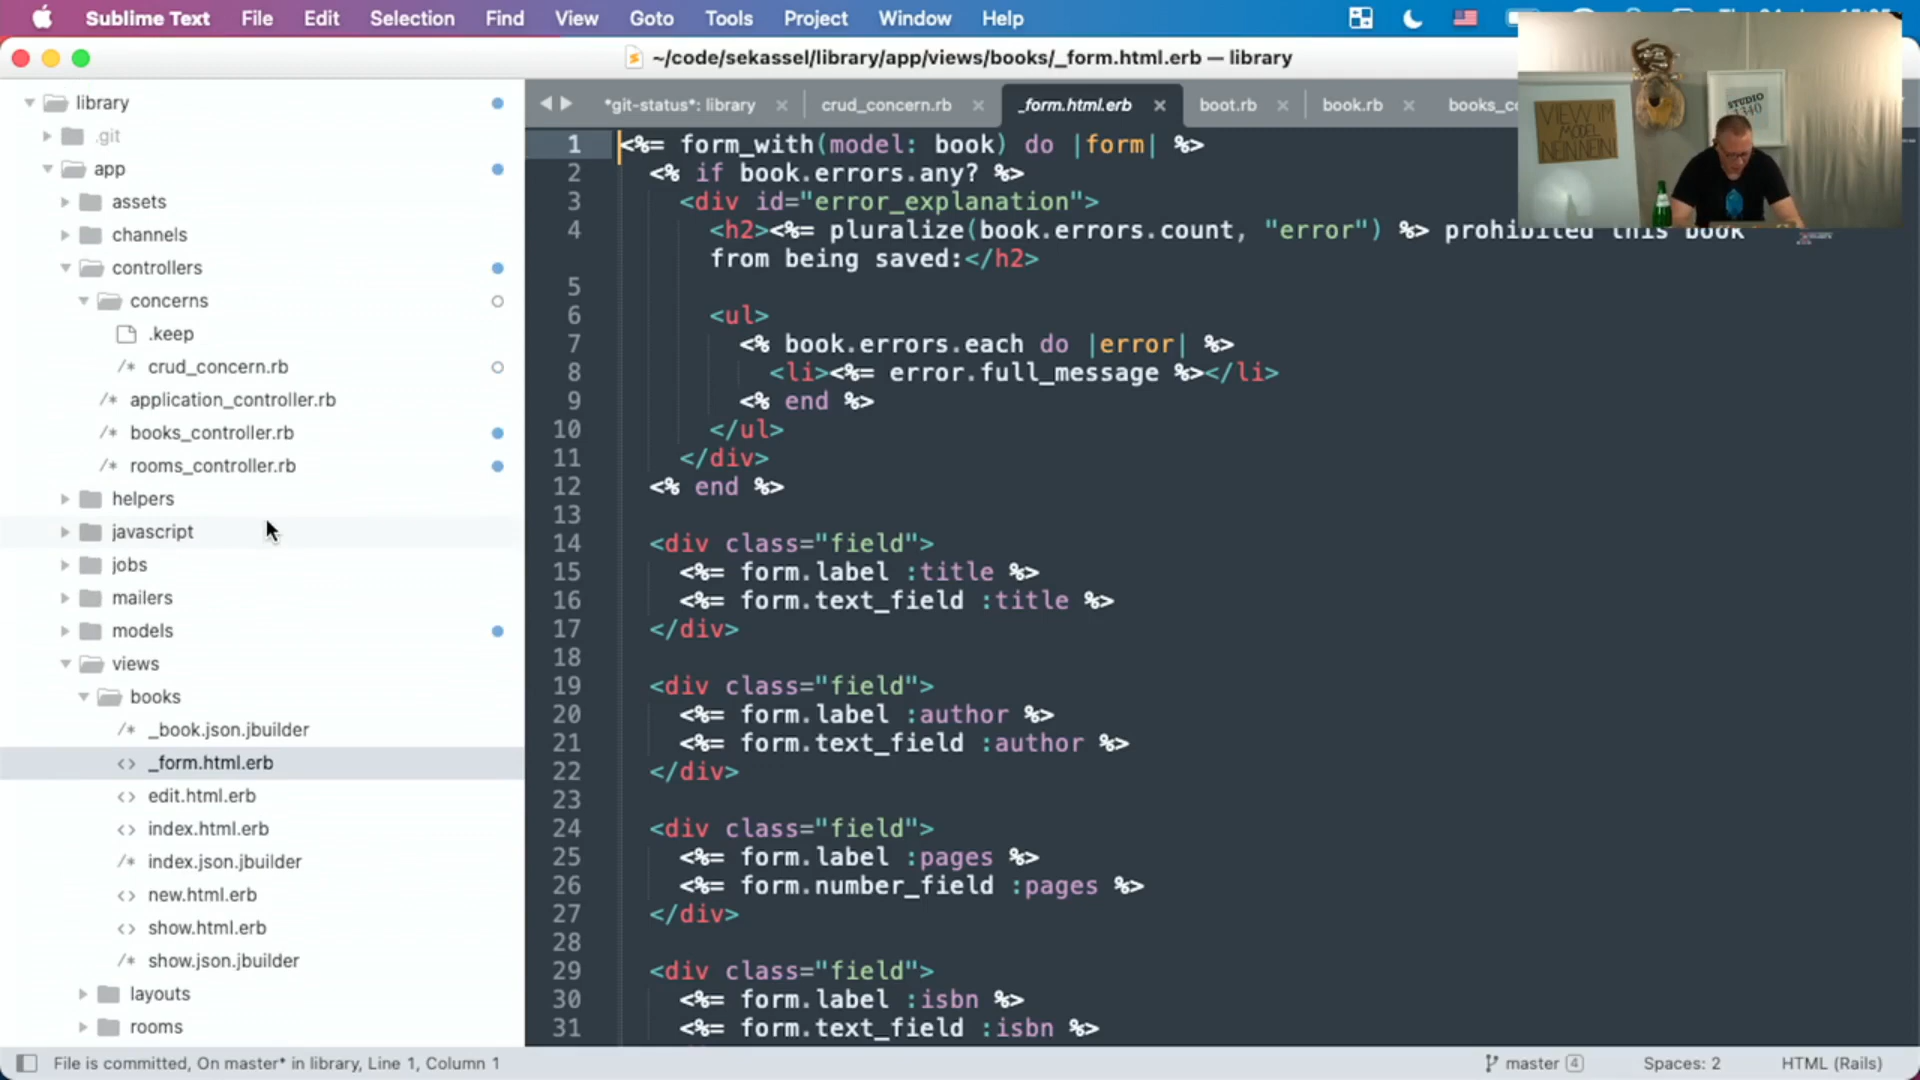 Sublime Text File Edit Selection Find View Goto Tools Project Window Help
~/code/sekassel/library/app/views/books/_form.html.erb — library
VIEW IM
MODEL
NEIN NEIN!
STUDIO
1340
library
.git
app
assets
channels
controllers
concerns
.keep
/* crud_concern.rb
/* application_controller.rb
/* books_controller.rb
/* rooms_controller.rb
helpers
javascript
jobs
mailers
models
views
books
/* _book.json.jbuilder
<> _form.html.erb
<> edit.html.erb
<> index.html.erb
/* index.json.jbuilder
<> new.html.erb
<> show.html.erb
/* show.json.jbuilder
layouts
rooms
*git-status*: library crud_concern.rb _form.html.erb boot.rb book.rb books_c
1 <%= form_with(model: book) do |form| %>
2 <% if book.errors.any? %>
3 <div id="error_explanation">
4 <h2><%= pluralize(book.errors.count, "error") %> prohibited this book
from being saved:</h2>
5
6 <ul>
7 <% book.errors.each do |error| %>
8 <li><%= error.full_message %></li>
9 <% end %>
10 </ul>
11 </div>
12 <% end %>
13
14 <div class="field">
15 <%= form.label :title %>
16 <%= form.text_field :title %>
17 </div>
18
19 <div class="field">
20 <%= form.label :author %>
21 <%= form.text_field :author %>
22 </div>
23
24 <div class="field">
25 <%= form.label :pages %>
26 <%= form.number_field :pages %>
27 </div>
28
29 <div class="field">
30 <%= form.label :isbn %>
31 <%= form.text_field :isbn %>
File is committed, On master* in library, Line 1, Column 1 master 4 Spaces: 2 HTML (Rails)